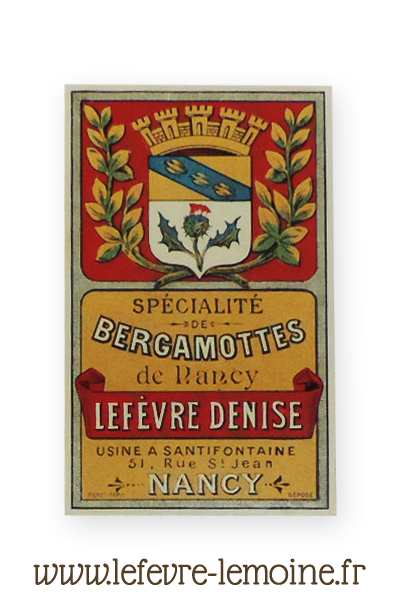 SPÉCIALITÉ
DE
BERGAMOTTES
de Nancy
LEFÈVRE DENISE
USINE A SANTIFONTAINE
51, Rue St Jean
NANCY
DÉPOSÉ
www.lefevre-lemoine.fr